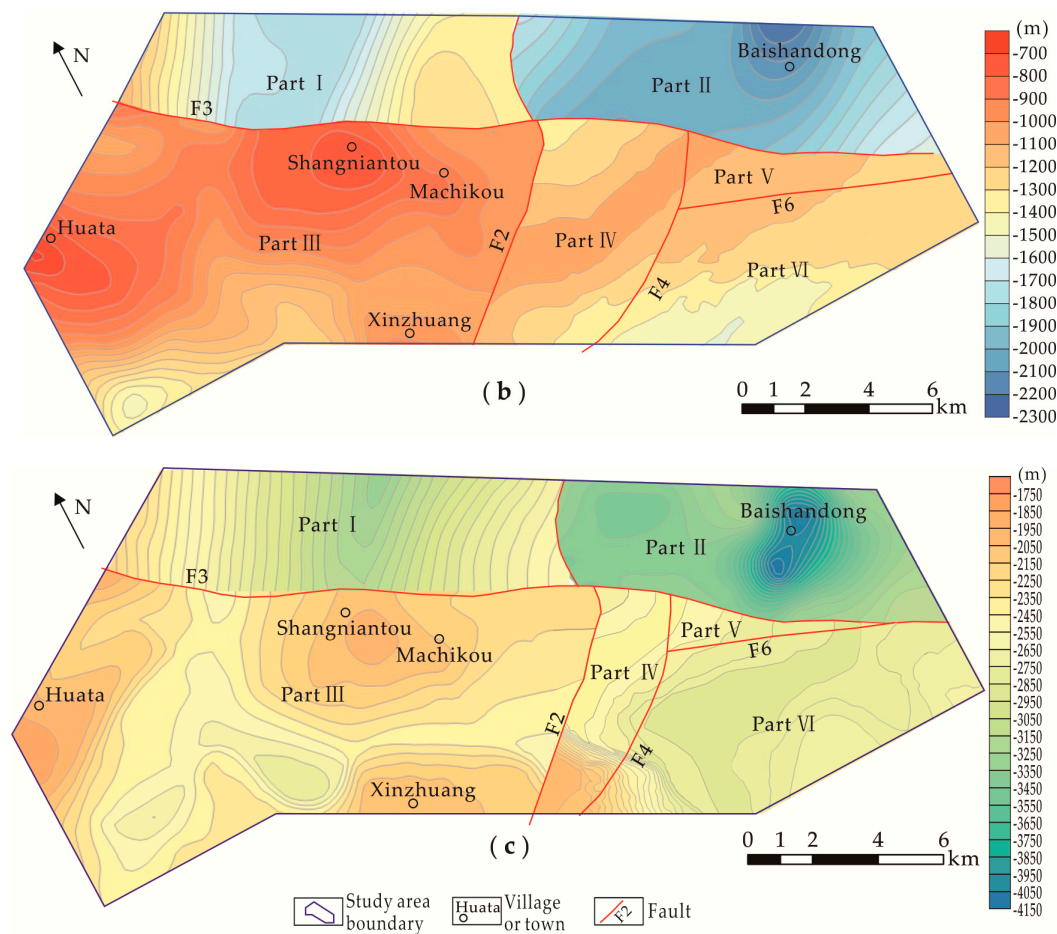 N
(m)
-700
-800
-900
-1000
-1100
-1200
-1300
-1400
-1500
-1600
-1700
-1800
-1900
-2000
-2100
-2200
-2300
Baishandong
Part I
Part II
F3
Shangniantou
Machikou
Part V
F6
Huata
Part III
F2
Part IV
Part VI
F4
Xinzhuang
(b)
0 1 2 4 6
km
N
(m)
-1750
-1850
-1950
-2050
-2150
-2250
-2350
-2450
-2550
-2650
-2750
-2850
-2950
-3050
-3150
-3250
-3350
-3450
-3550
-3650
-3750
-3850
-3950
-4050
-4150
Baishandong
Part I
Part II
F3
Shangniantou
Machikou
Part V
F6
Part IV
Huata
Part III
F2
Part VI
F4
Xinzhuang
(c)
0 1 2 4 6
km
Study area
boundary
Huata
Village
or town
F2
Fault